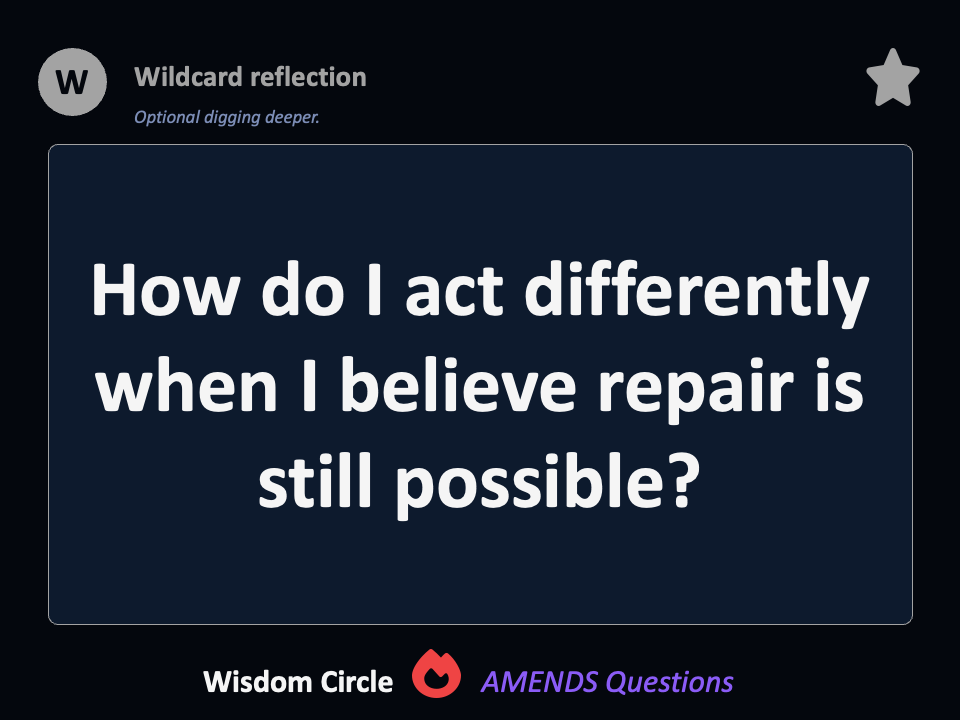 W
Wildcard reflection
Optional digging deeper.
How do I act differently
when I believe repair is
still possible?
Wisdom Circle AMENDS Questions